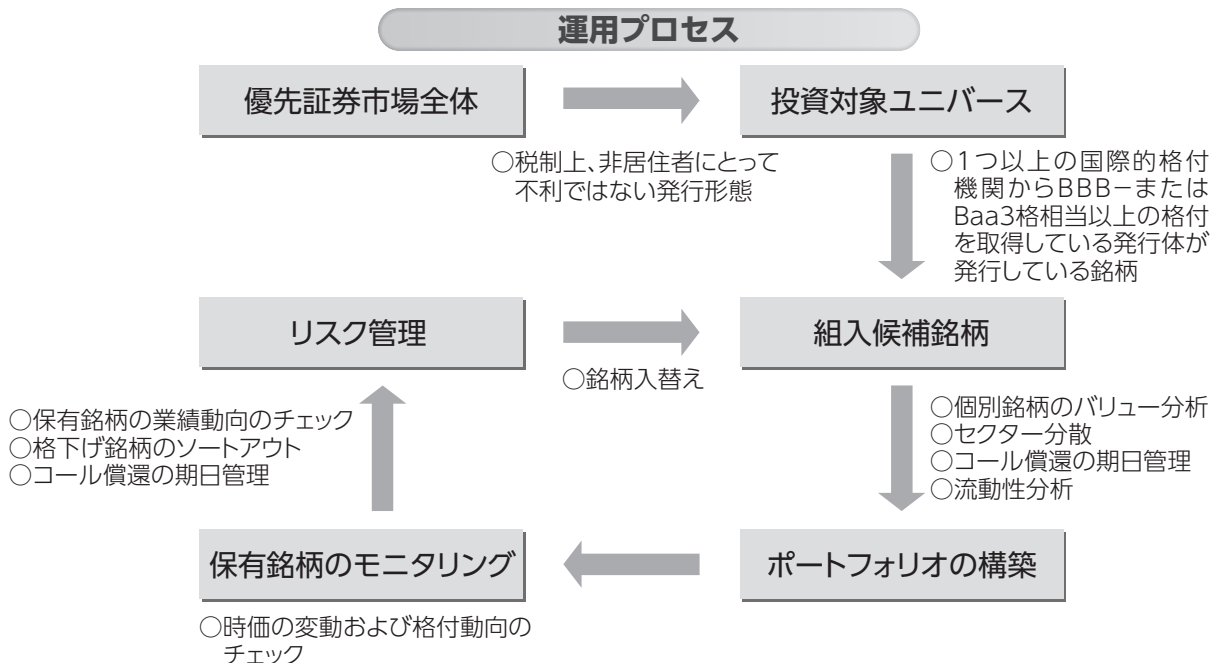 運用プロセス
優先証券市場全体
投資対象ユニバース
○税制上、非居住者にとって
不利ではない発行形態
○1つ以上の国際的格付
機関からBBB－または
Baa3格相当以上の格付
を取得している発行体が
発行している銘柄
リスク管理
組入候補銘柄
○銘柄入替え
○保有銘柄の業績動向のチェック
○格下げ銘柄のソートアウト
○コール償還の期日管理
○個別銘柄のバリュー分析
○セクター分散
○コール償還の期日管理
○流動性分析
保有銘柄のモニタリング
ポートフォリオの構築
○時価の変動および格付動向の
チェック